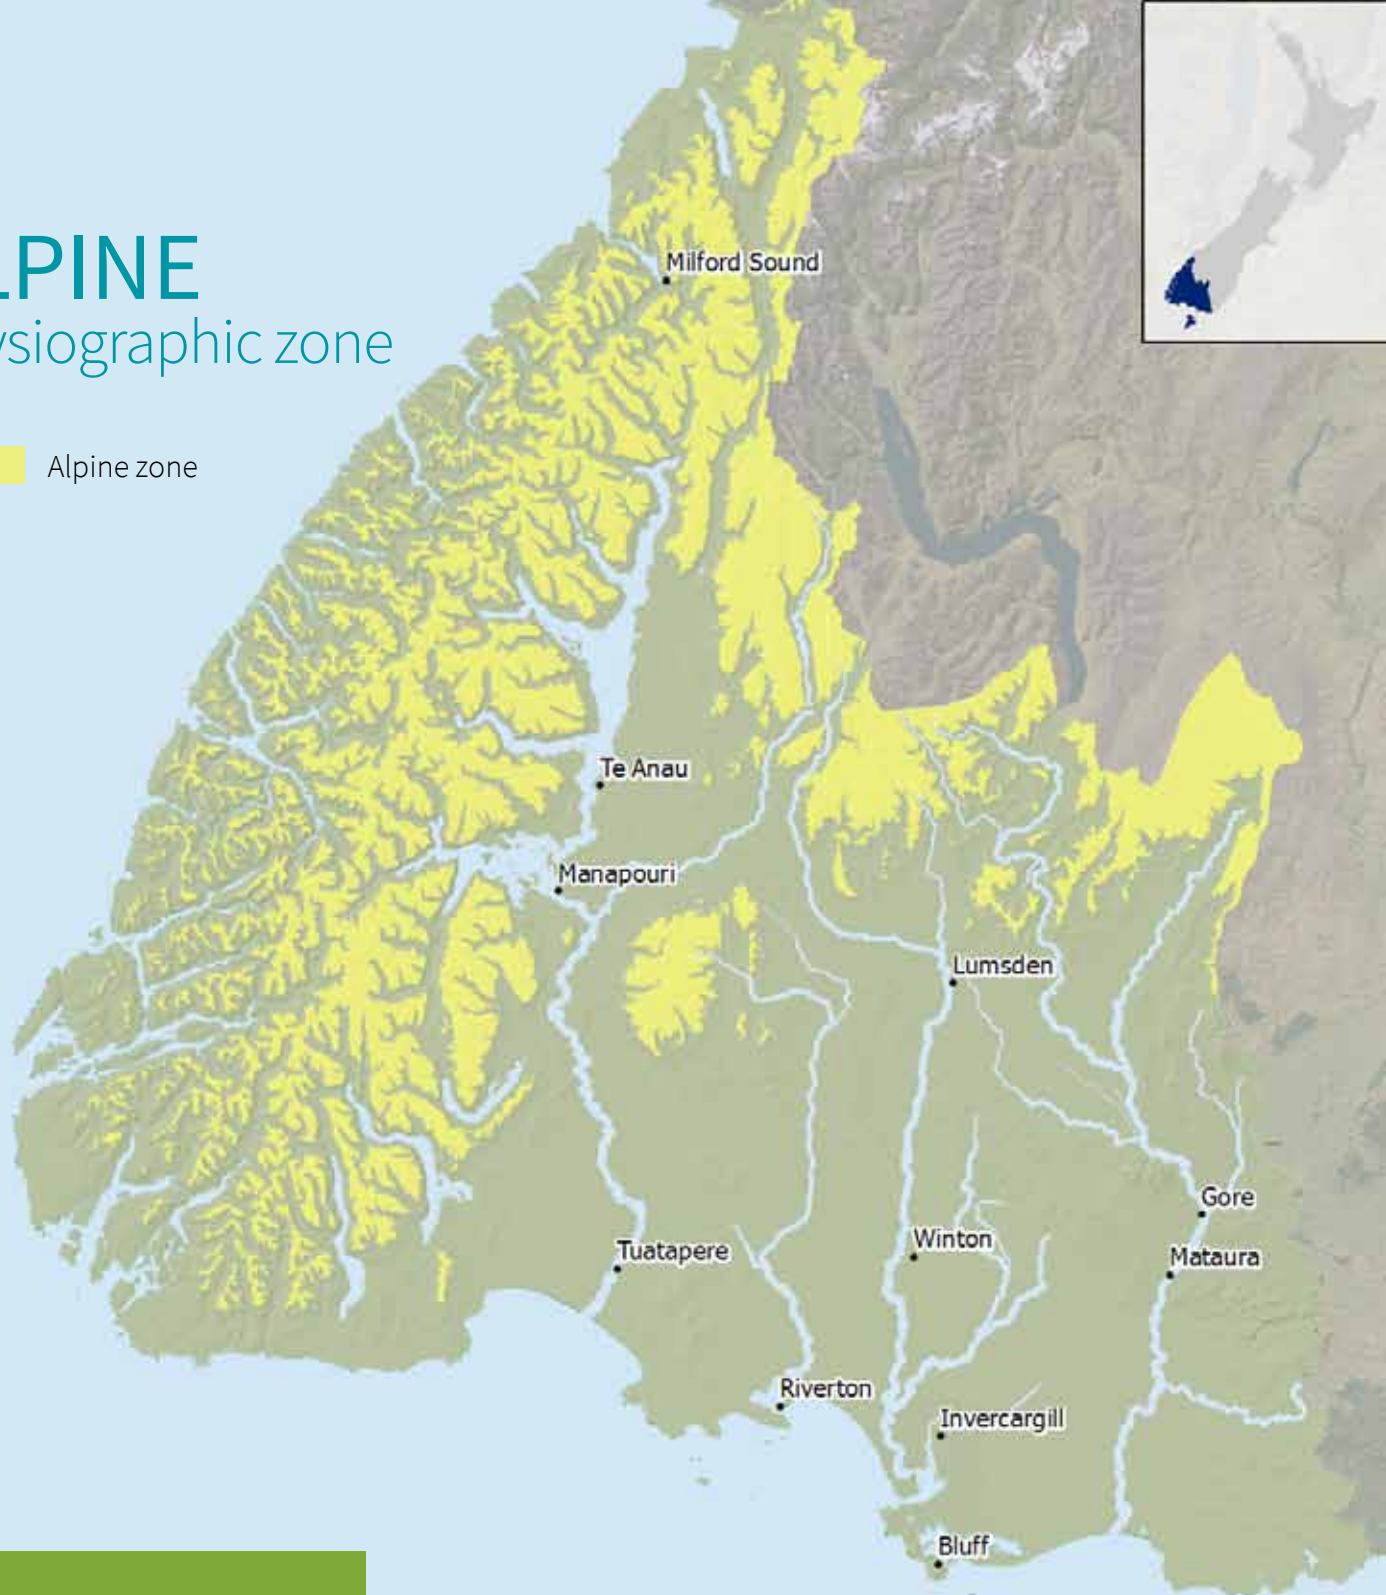 LPINE
ysiographic zone
Alpine zone
Milford Sound
Te Anau
Manapouri
Lumsden
Gore
Winton
Tuatapere
Mataura
Riverton
Invercargill
Bluff